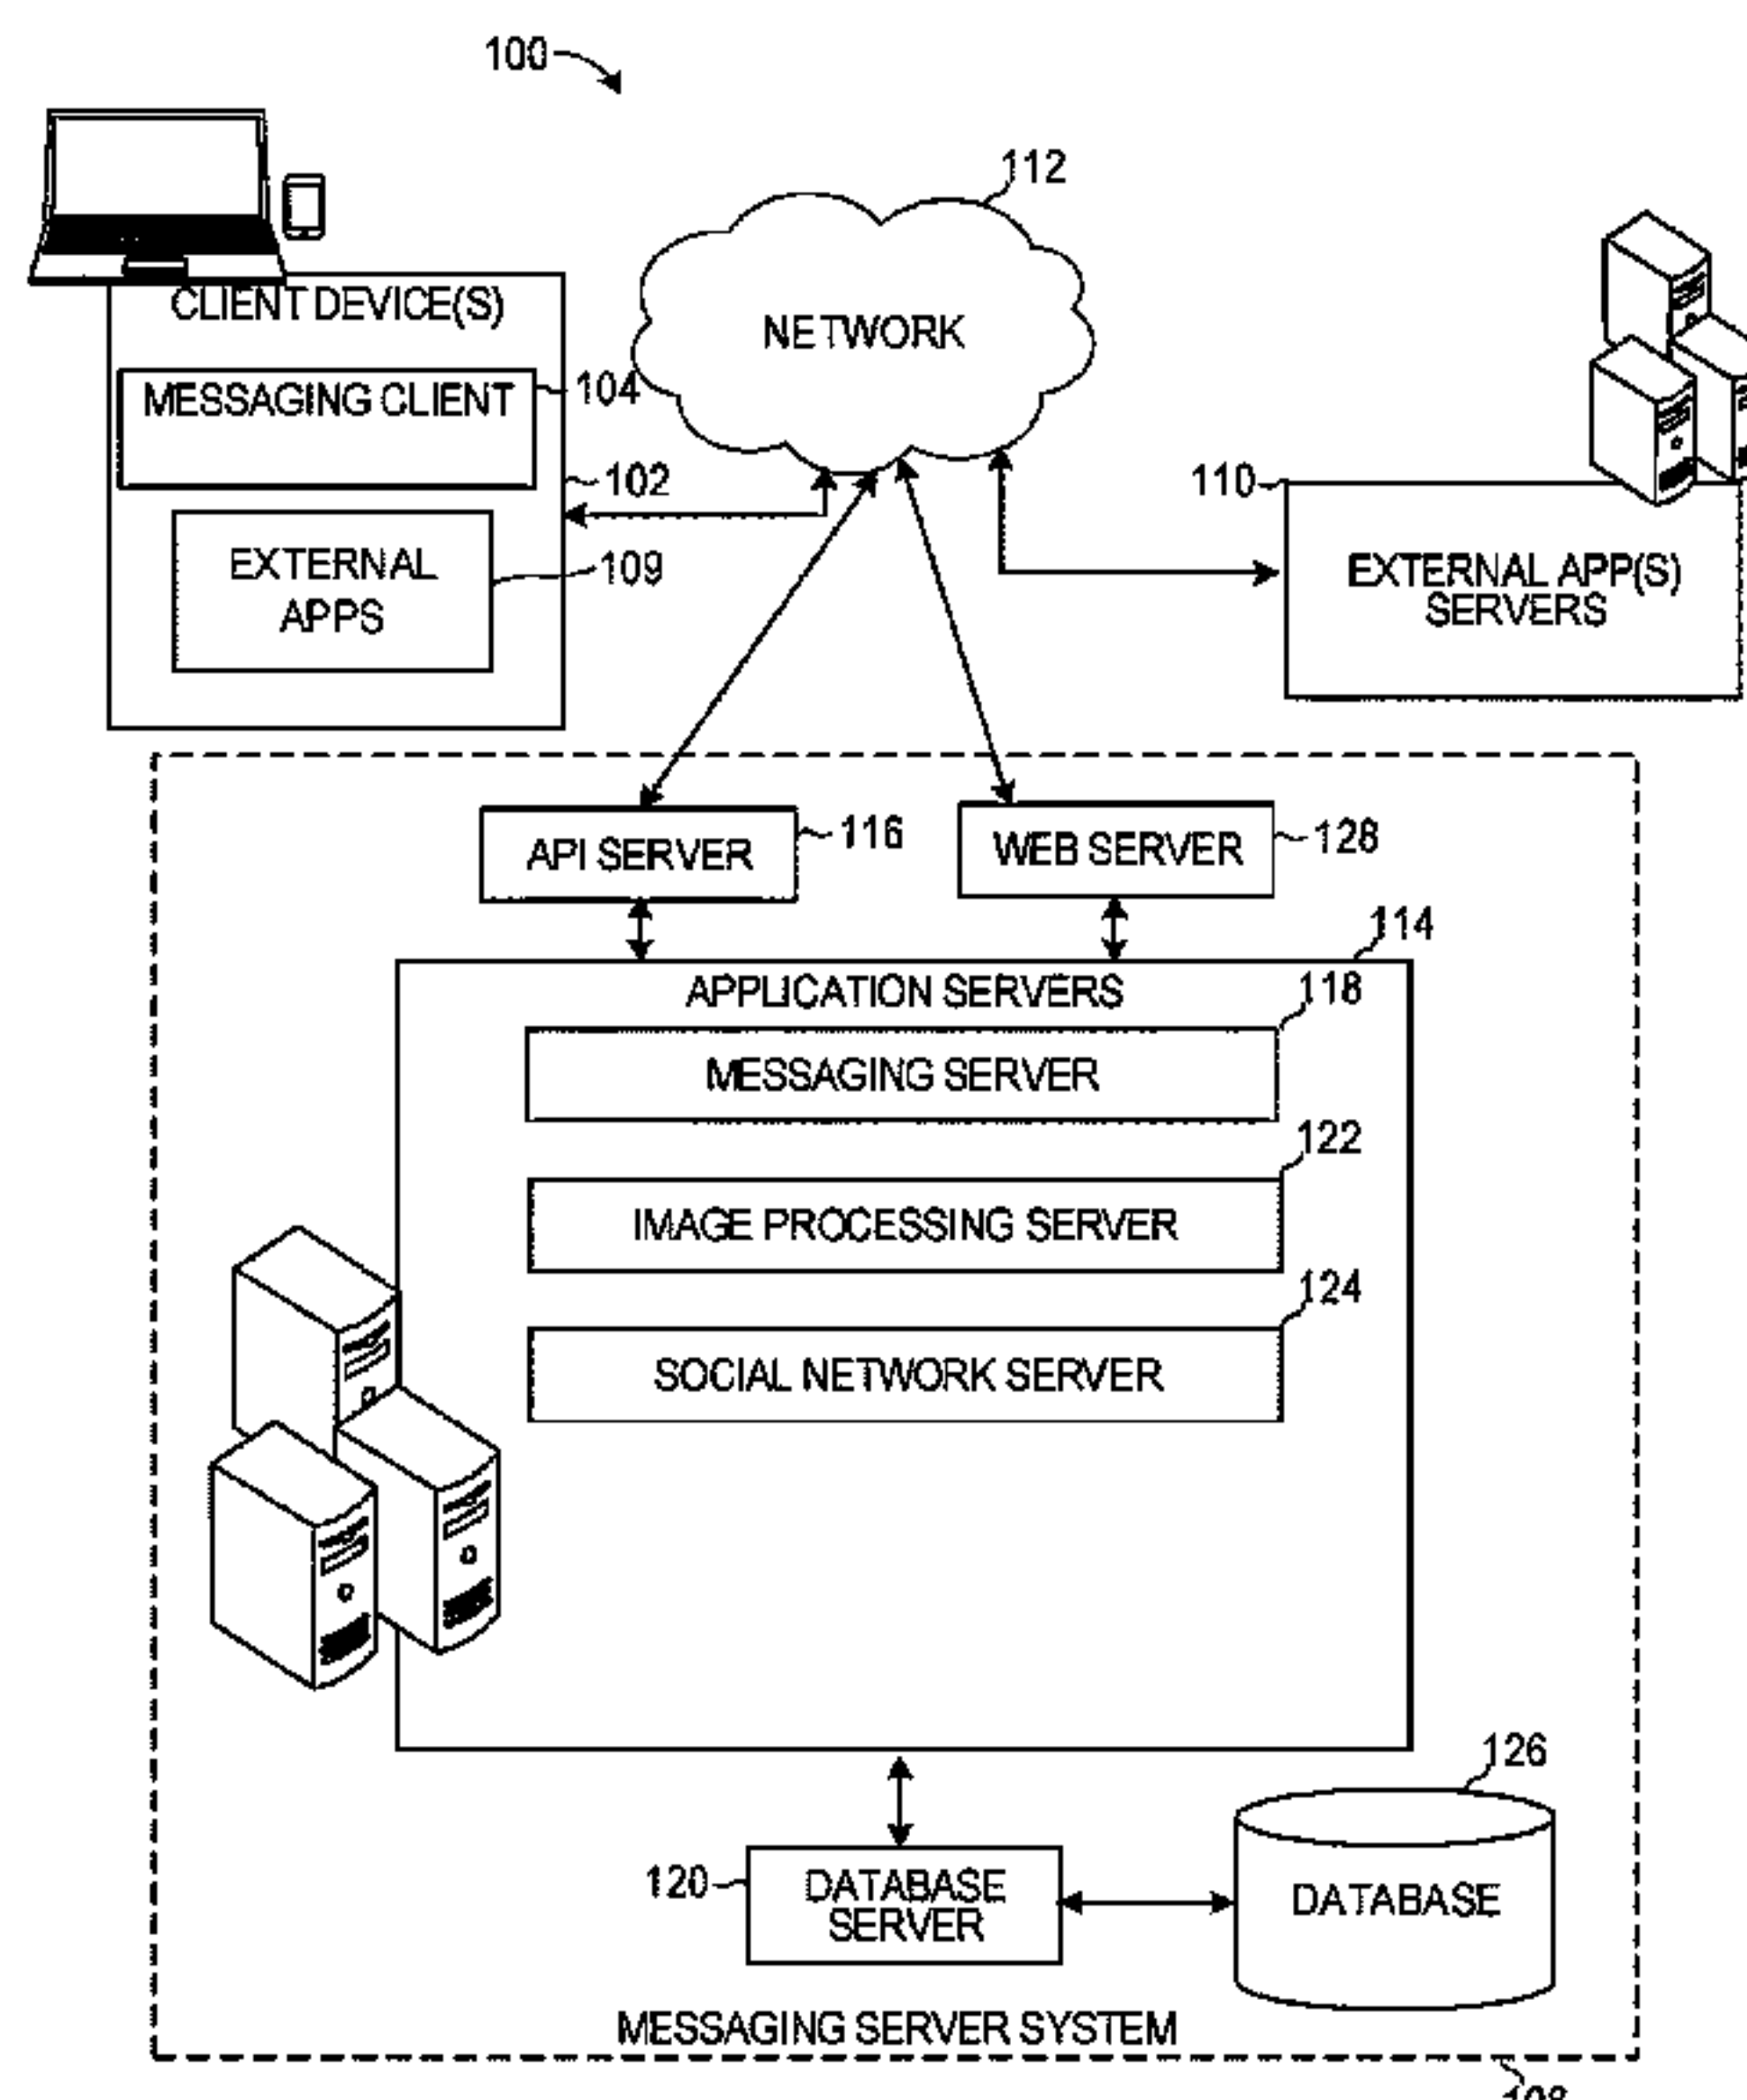 100
112
CLIENT DEVICE(S)
NETWORK
MESSAGING CLIENT
104
102
110
EXTERNAL
APPS
109
EXTERNAL APP(S)
SERVERS
API SERVER
116
WEB SERVER
128
114
APPLICATION SERVERS
118
MESSAGING SERVER
122
IMAGE PROCESSING SERVER
124
SOCIAL NETWORK SERVER
126
120
DATABASE
SERVER
DATABASE
MESSAGING SERVER SYSTEM